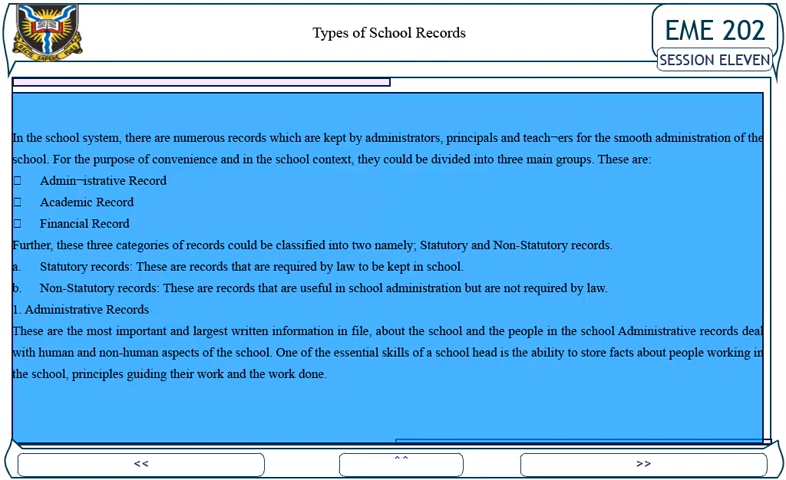 Types of School Records
EME 202
SESSION ELEVEN
In the school system, there are numerous records which are kept by administrators, principals and teach¬ers for the smooth administration of the
school. For the purpose of convenience and in the school context, they could be divided into three main groups. These are:
□ Admin¬istrative Record
□ Academic Record
□ Financial Record
Further, these three categories of records could be classified into two namely; Statutory and Non-Statutory records.
a. Statutory records: These are records that are required by law to be kept in school.
b. Non-Statutory records: These are records that are useful in school administration but are not required by law.
1. Administrative Records
These are the most important and largest written information in file, about the school and the people in the school Administrative records deal
with human and non-human aspects of the school. One of the essential skills of a school head is the ability to store facts about people working in
the school, principles guiding their work and the work done.
<<
^^
>>